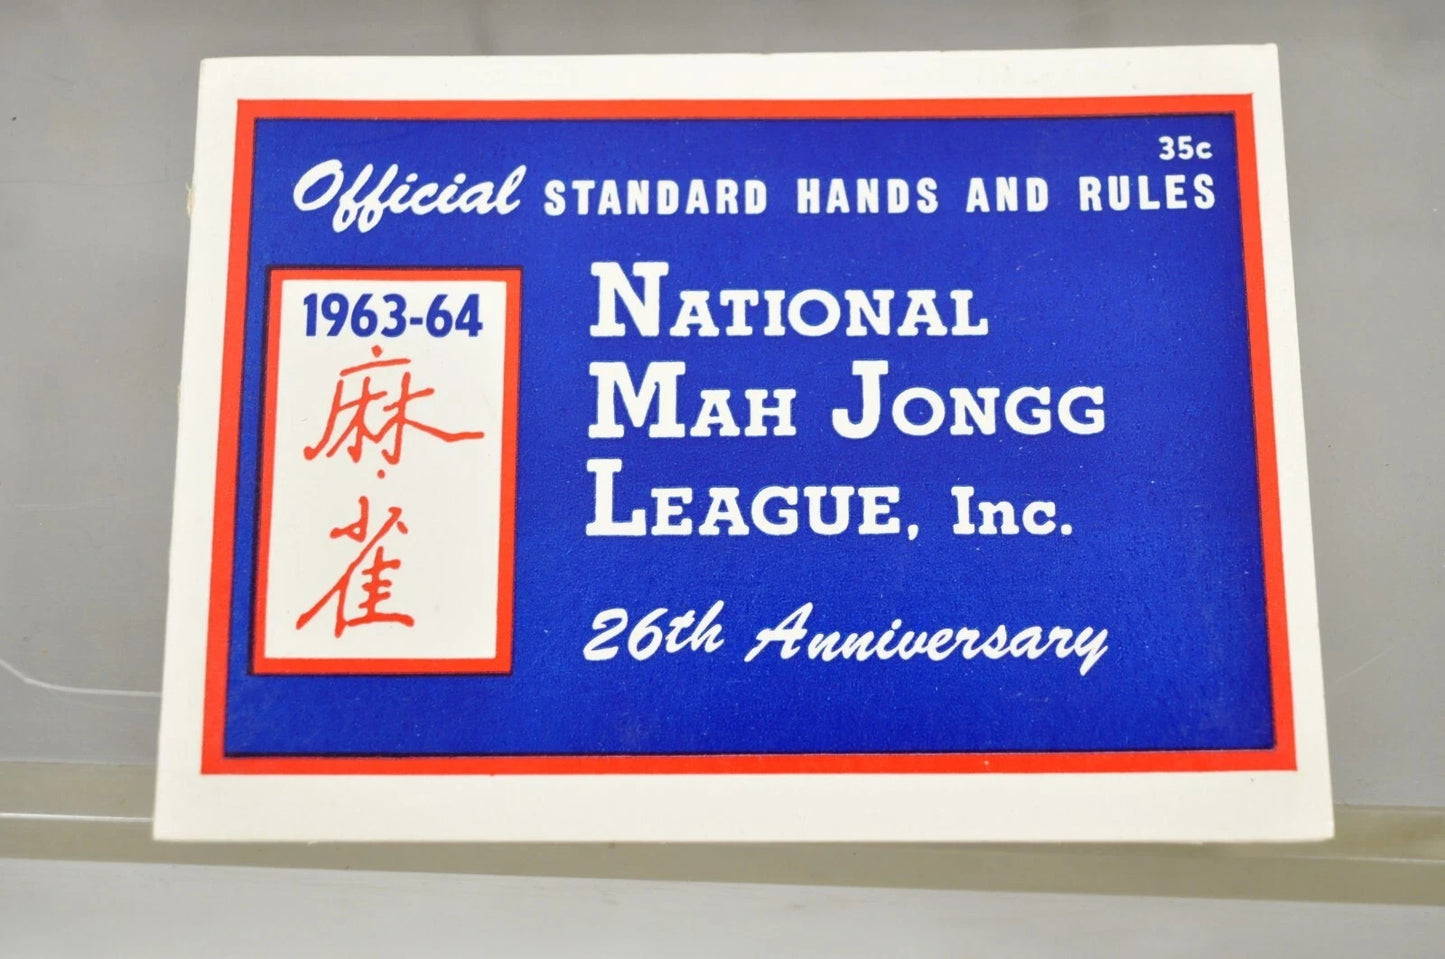 35c
Official STANDARD HANDS AND RULES
1963-64
麻
雀
NATIONAL
MAH JONGG
LEAGUE, Inc.
26th Anniversary